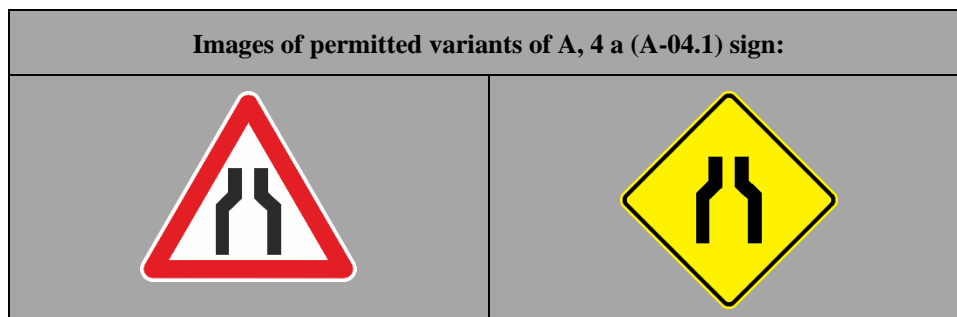 Images of permitted variants of A, 4 a (A-04.1) sign: